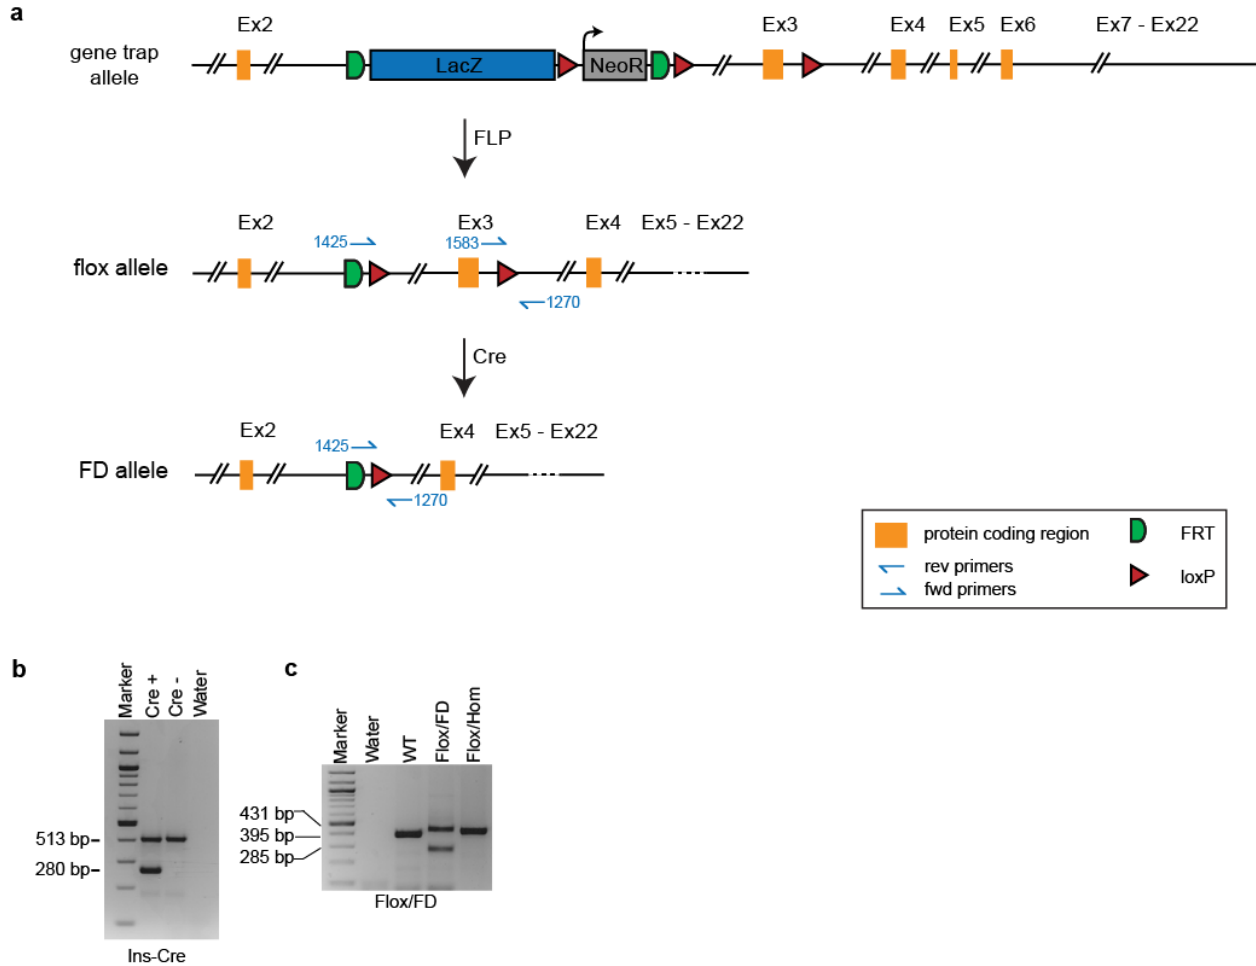 a
Ex2
Ex3
Ex4
Ex5
Ex6
Ex7 - Ex22
gene trap
allele
LacZ
NeoR
FLP
Ex2
Ex3
Ex4
Ex5 - Ex22
1425
1583
flox allele
1270
Cre
Ex2
Ex4
Ex5 - Ex22
1425
FD allele
1270
protein coding region
FRT
rev primers
fwd primers
loxP
b
Marker
Cre +
Cre -
Water
513 bp
280 bp
Ins-Cre
c
Marker
Water
WT
Flox/FD
Flox/Hom
431 bp
395 bp
285 bp
Flox/FD